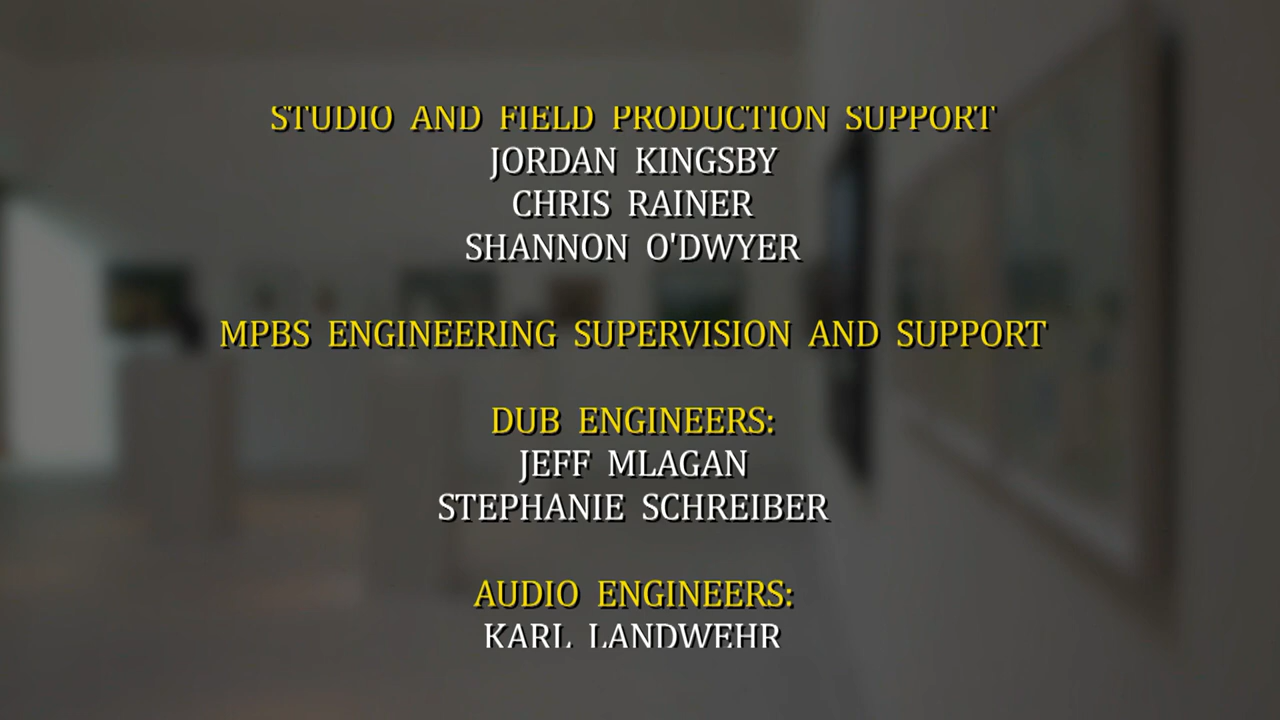 STUDIO AND FIELD PRODUCTION SUPPORT
JORDAN KINGSBY
CHRIS RAINER
SHANNON O'DWYER
MPBS ENGINEERING SUPERVISION AND SUPPORT
DUB ENGINEERS:
JEFF MLAGAN
STEPHANIE SCHREIBER
AUDIO ENGINEERS:
KARL LANDWEHR